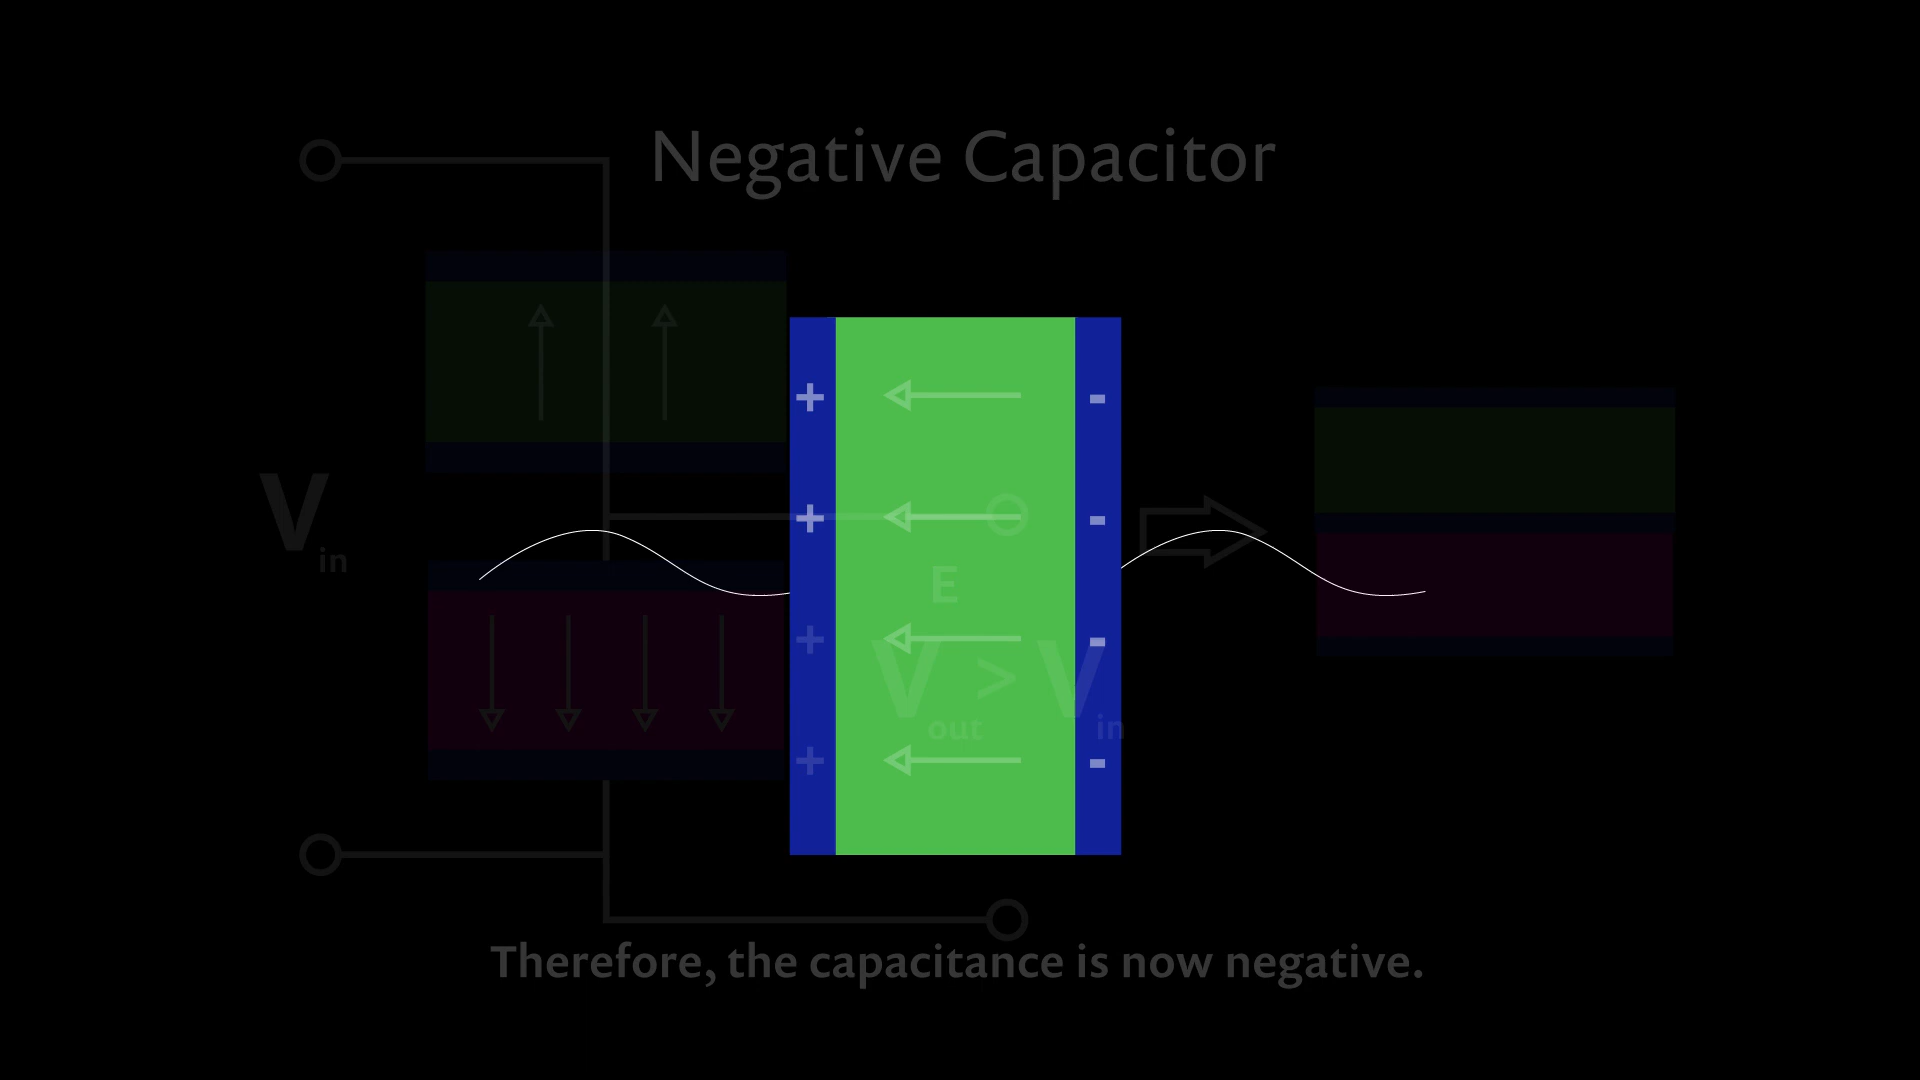 Negative Capacitor
V in
+ -
+ -
E
+ -
V out > V in
+ -
Therefore, the capacitance is now negative.